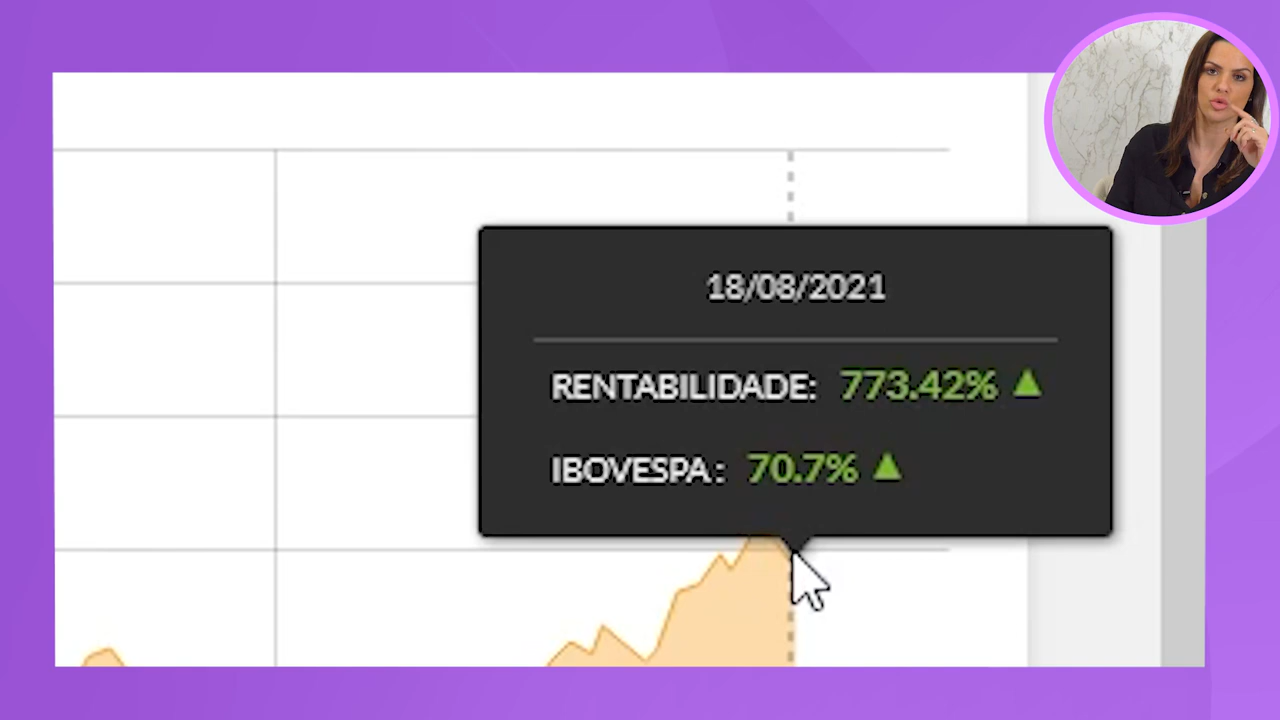 18/08/2021
RENTABILIDADE: 773.42% ▲
IBOVESPA: 70.7% ▲